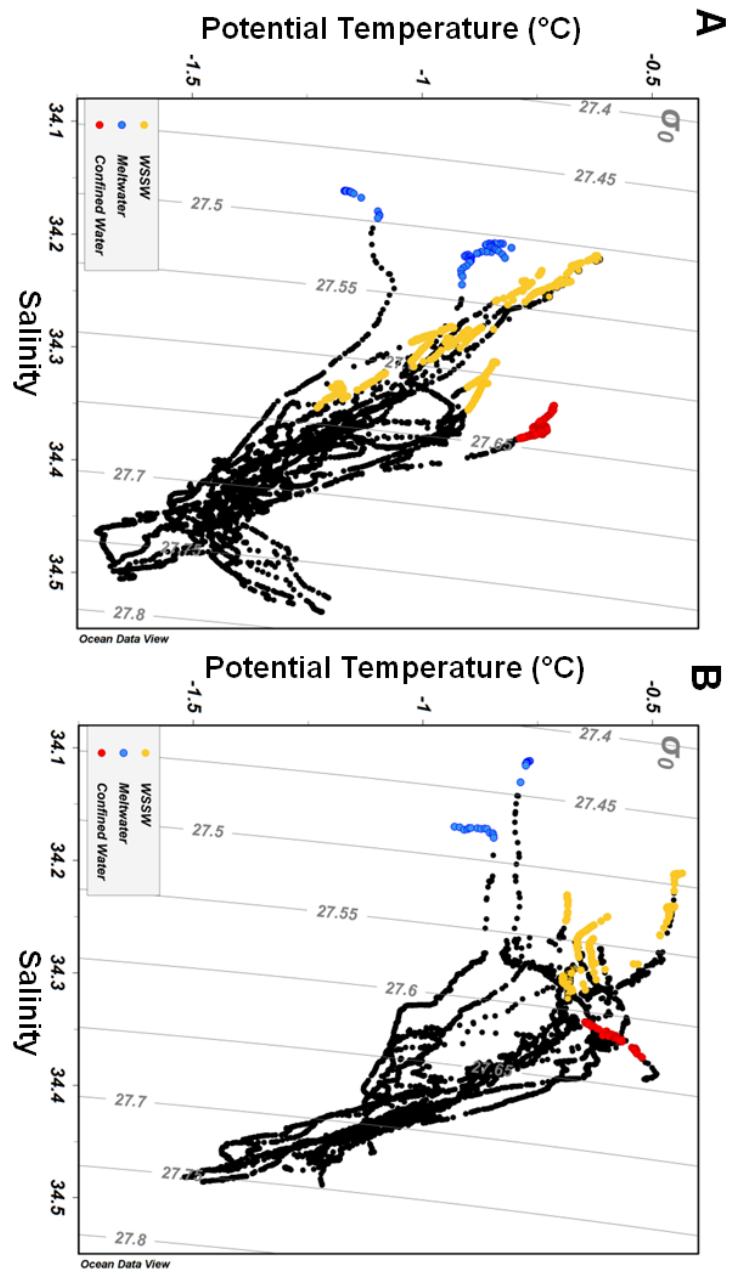 A
Potential Temperature (°C)
-1.5
-1
-0.5
34.1
34.2
34.3
34.4
34.5
Salinity
σ0
27.4
27.45
27.5
27.55
27.65
27.7
27.75
27.8
WSSW
Meltwater
Confined Water
Ocean Data View
B
Potential Temperature (°C)
-1.5
-1
-0.5
34.1
34.2
34.3
34.4
34.5
Salinity
σ0
27.4
27.45
27.5
27.55
27.6
27.65
27.7
27.75
27.8
WSSW
Meltwater
Confined Water
Ocean Data View